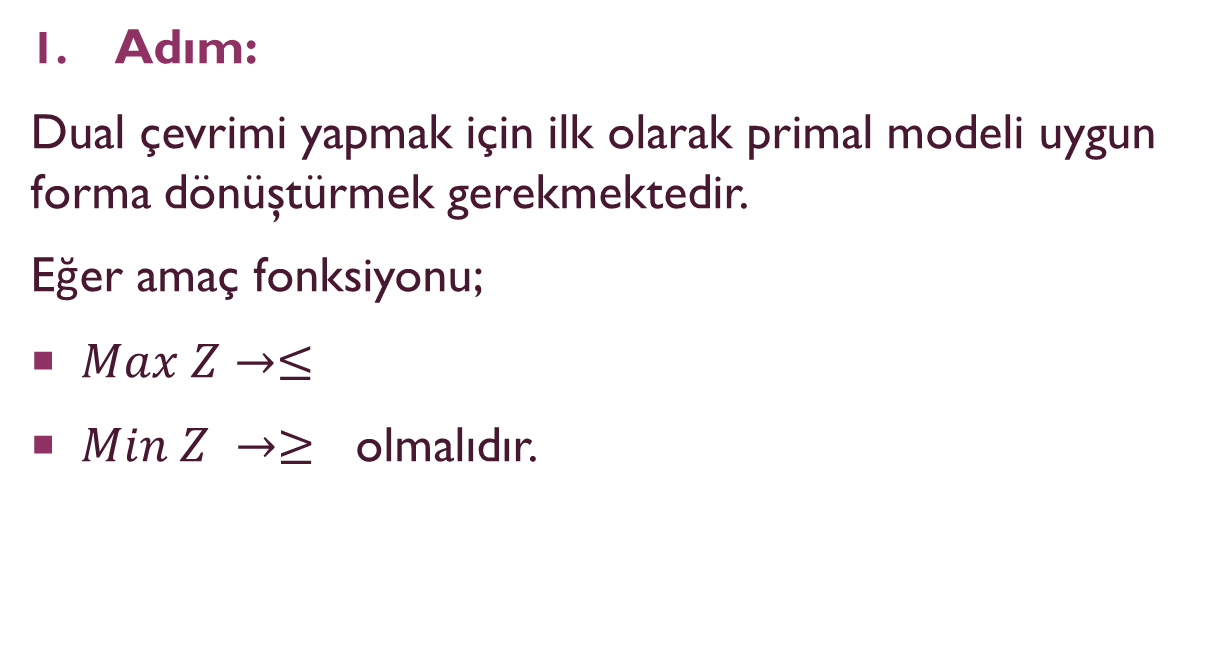 1. Adım:
Dual çevrimi yapmak için ilk olarak primal modeli uygun
forma dönüştürmek gerekmektedir.
Eğer amaç fonksiyonu;
▪ Max Z →≤
▪ Min Z →≥ olmalıdır.